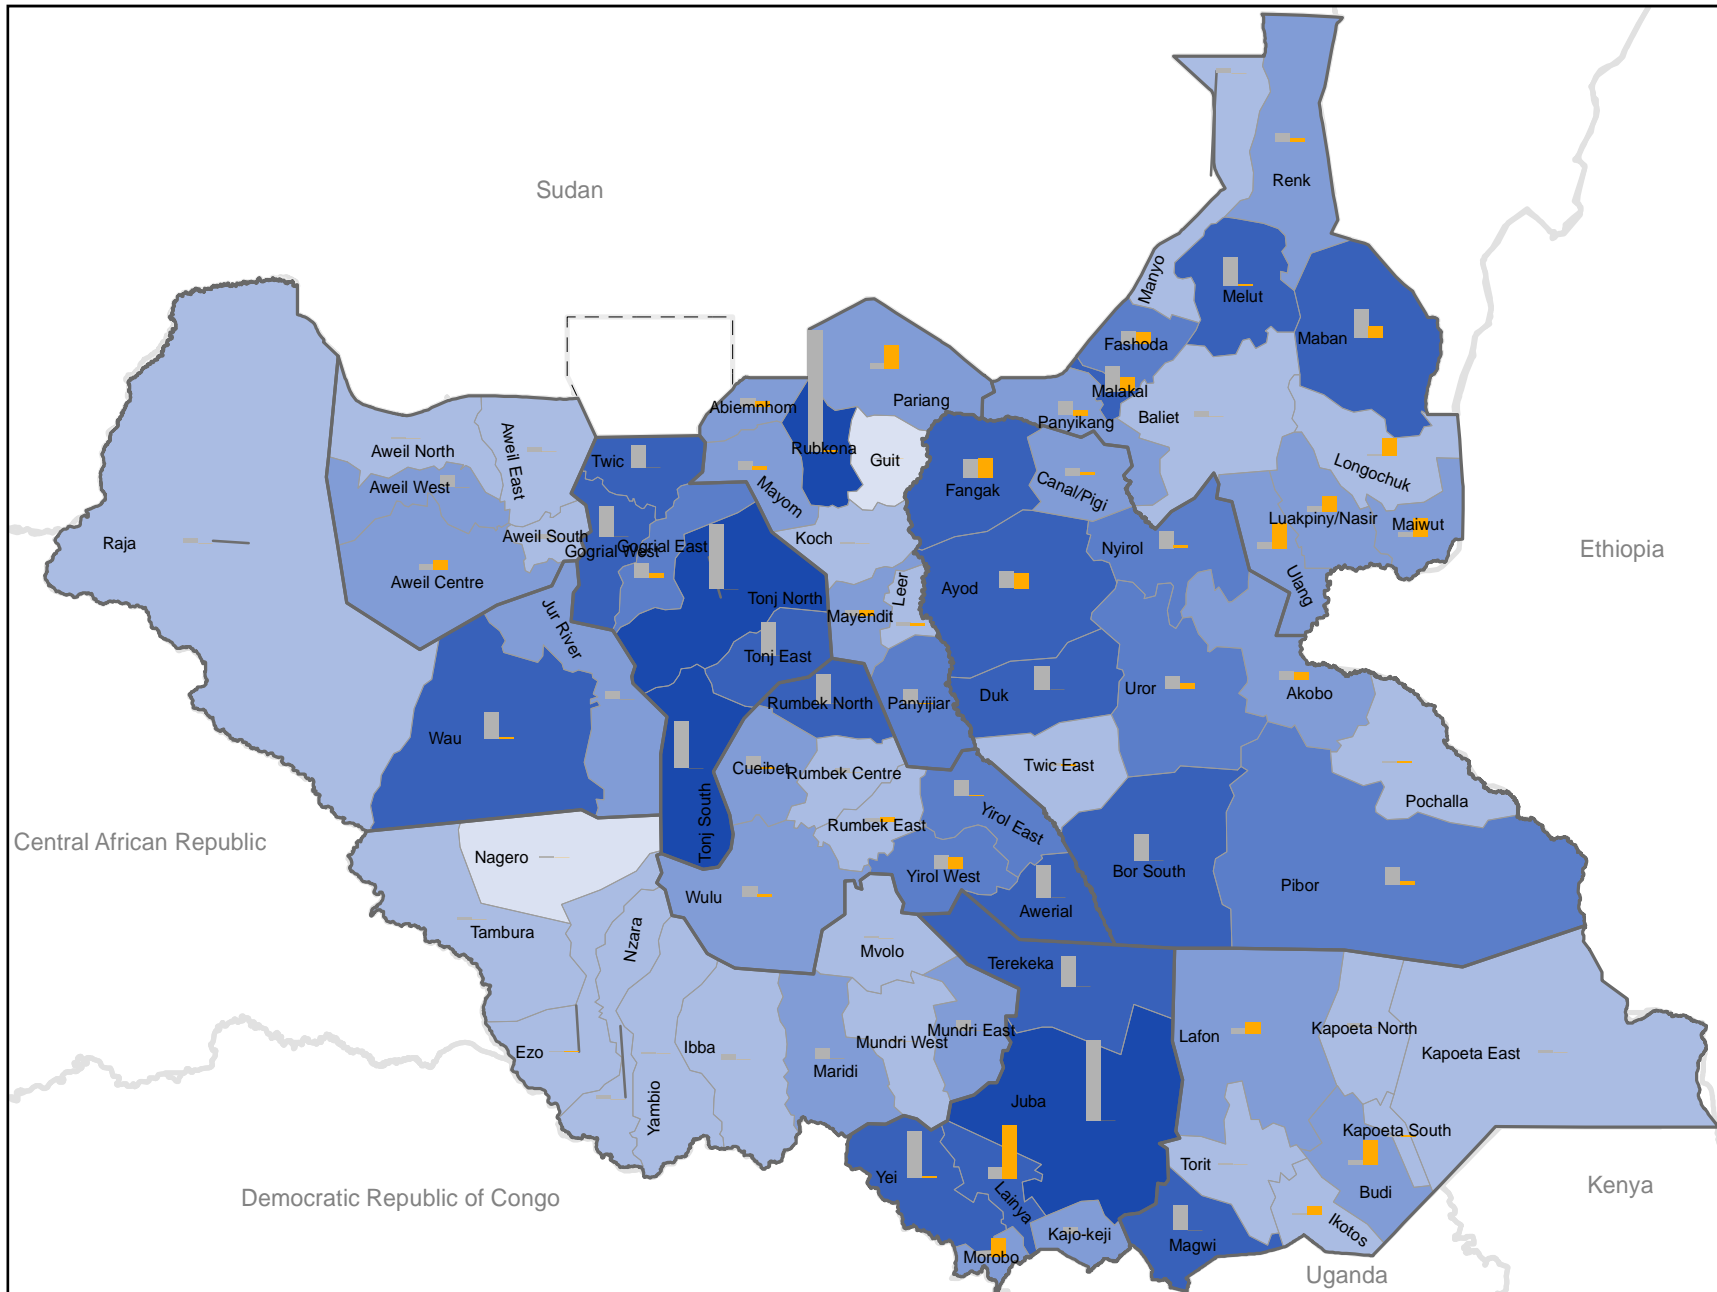 Sudan
Renk
Manyo
Melut
Maban
Fashoda
Malakal
Panyikang
Baliet
Pariang
Abiemnhom
Rubkona
Guit
Mayom
Aweil North
Aweil East
Aweil West
Aweil South
Aweil Centre
Twic
Gogrial West
Gogrial East
Fangak
Canal/Pigi
Longochuk
Luakpiny/Nasir
Maiwut
Ulang
Nyirol
Ethiopia
Raja
Koch
Leer
Mayendit
Ayod
Jur River
Tonj North
Tonj East
Duk
Uror
Akobo
Rumbek North
Panyijiar
Wau
Cueibet
Rumbek Centre
Twic East
Pochalla
Tonj South
Rumbek East
Yirol East
Central African Republic
Nagero
Yirol West
Bor South
Pibor
Wulu
Awerial
Tambura
Nzara
Mvolo
Terekeka
Ezo
Ibba
Maridi
Mundri West
Mundri East
Lafon
Kapoeta North
Kapoeta East
Yambio
Juba
Kapoeta South
Torit
Budi
Yei
Lainya
Democratic Republic of Congo
Kenya
Ikotos
Kajo-keji
Magwi
Morobo
Uganda